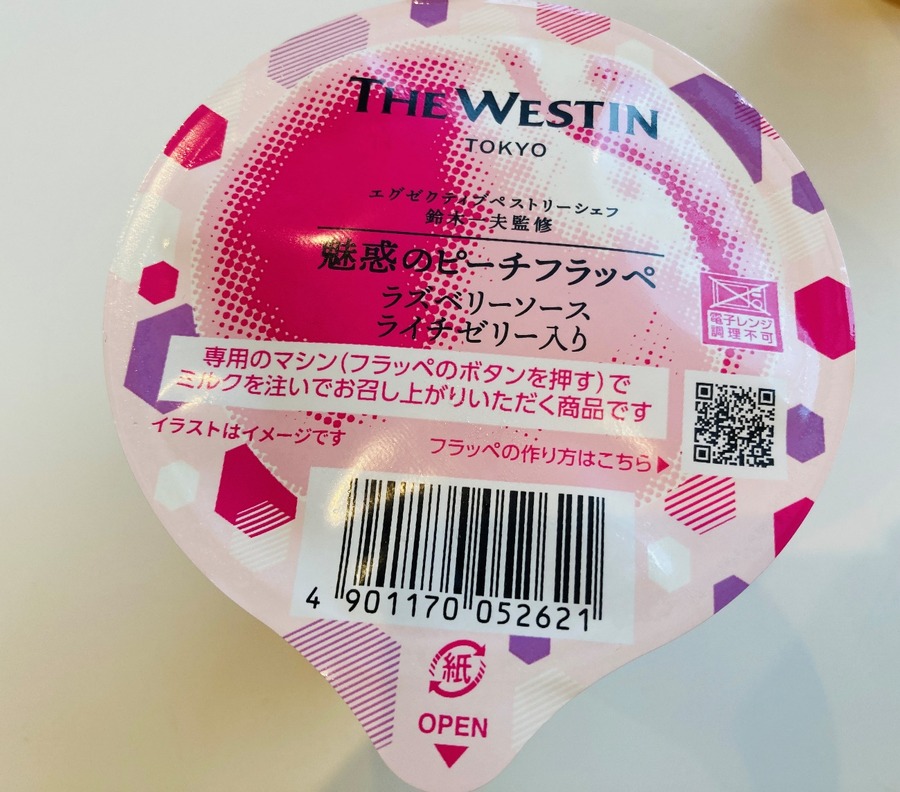 THE WESTIN
TOKYO
エグゼクティブペストリーシェフ
鈴木一夫監修
魅惑のピーチフラッペ
ラズベリーソース
ライチゼリー入り
電子レンジ
調理不可
専用のマシン(フラッペのボタンを押す)で
ミルクを注いでお召し上がりいただく商品です
イラストはイメージです
フラッペの作り方はこちら▶
4 901170 052621
紙
OPEN